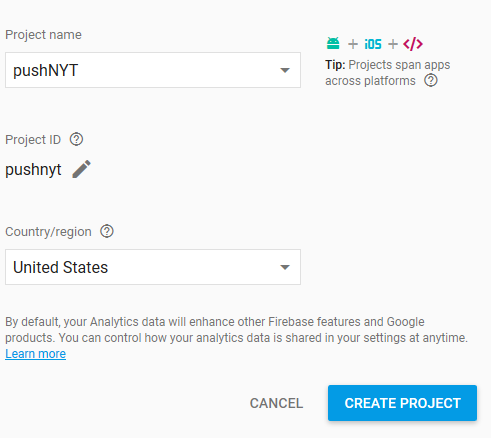 Project name
pushNYT
+ iOS + </>
Tip: Projects span apps
across platforms ?
Project ID ?
pushnyt
Country/region ?
United States
By default, your Analytics data will enhance other Firebase features and Google
products. You can control how your analytics data is shared in your settings at anytime.
Learn more
CANCEL
CREATE PROJECT